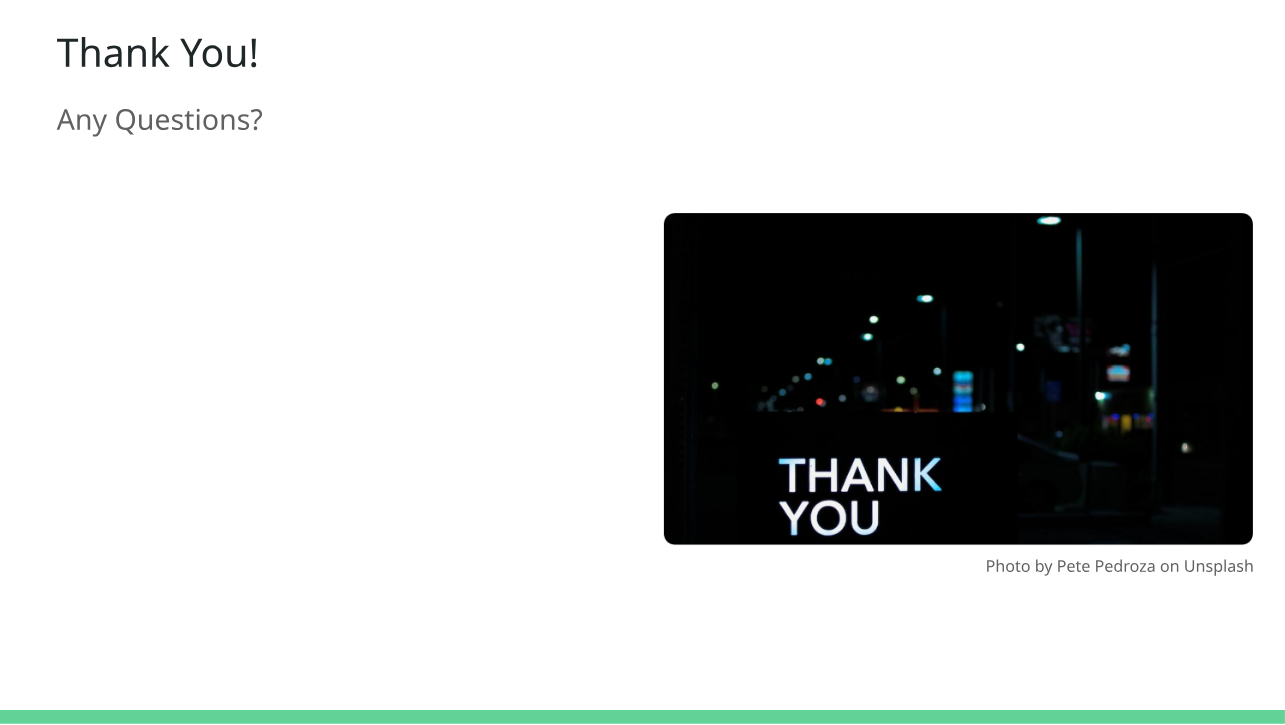 Thank You!
Any Questions?
THANK
YOU
Photo by Pete Pedroza on Unsplash